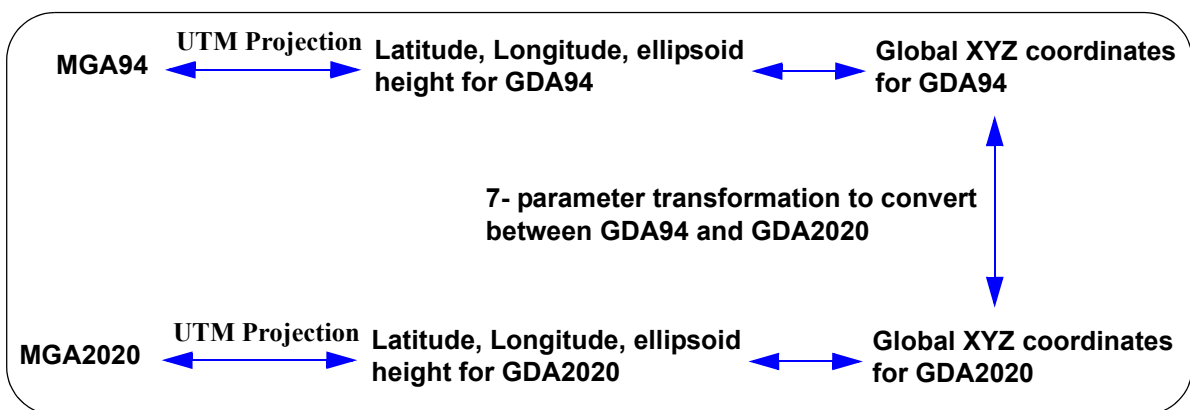 MGA94
UTM Projection
Latitude, Longitude, ellipsoid
height for GDA94
Global XYZ coordinates
for GDA94
7- parameter transformation to convert
between GDA94 and GDA2020
MGA2020
UTM Projection
Latitude, Longitude, ellipsoid
height for GDA2020
Global XYZ coordinates
for GDA2020